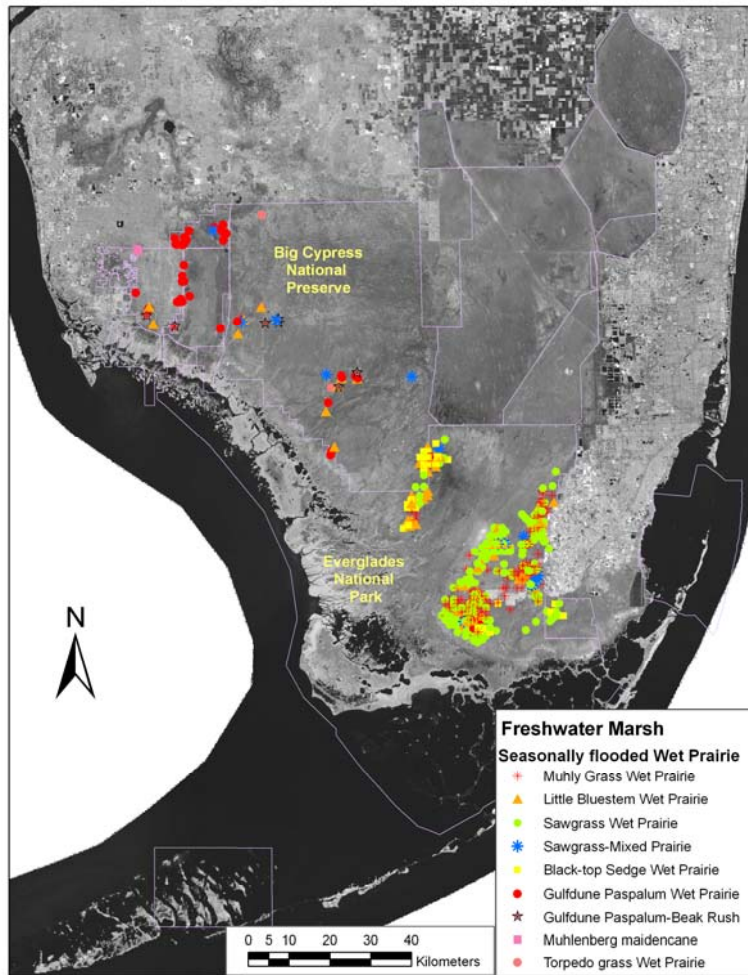 Big Cypress
National
Preserve
Everglades
National
Park
N
Freshwater Marsh
Seasonally flooded Wet Prairie
Muhly Grass Wet Prairie
Little Bluestem Wet Prairie
Sawgrass Wet Prairie
Sawgrass-Mixed Prairie
Black-top Sedge Wet Prairie
Gulfdune Paspalum Wet Prairie
Gulfdune Paspalum-Beak Rush
Muhlenberg maidencane
Torpedo grass Wet Prairie
0 5 10 20 30 40
Kilometers